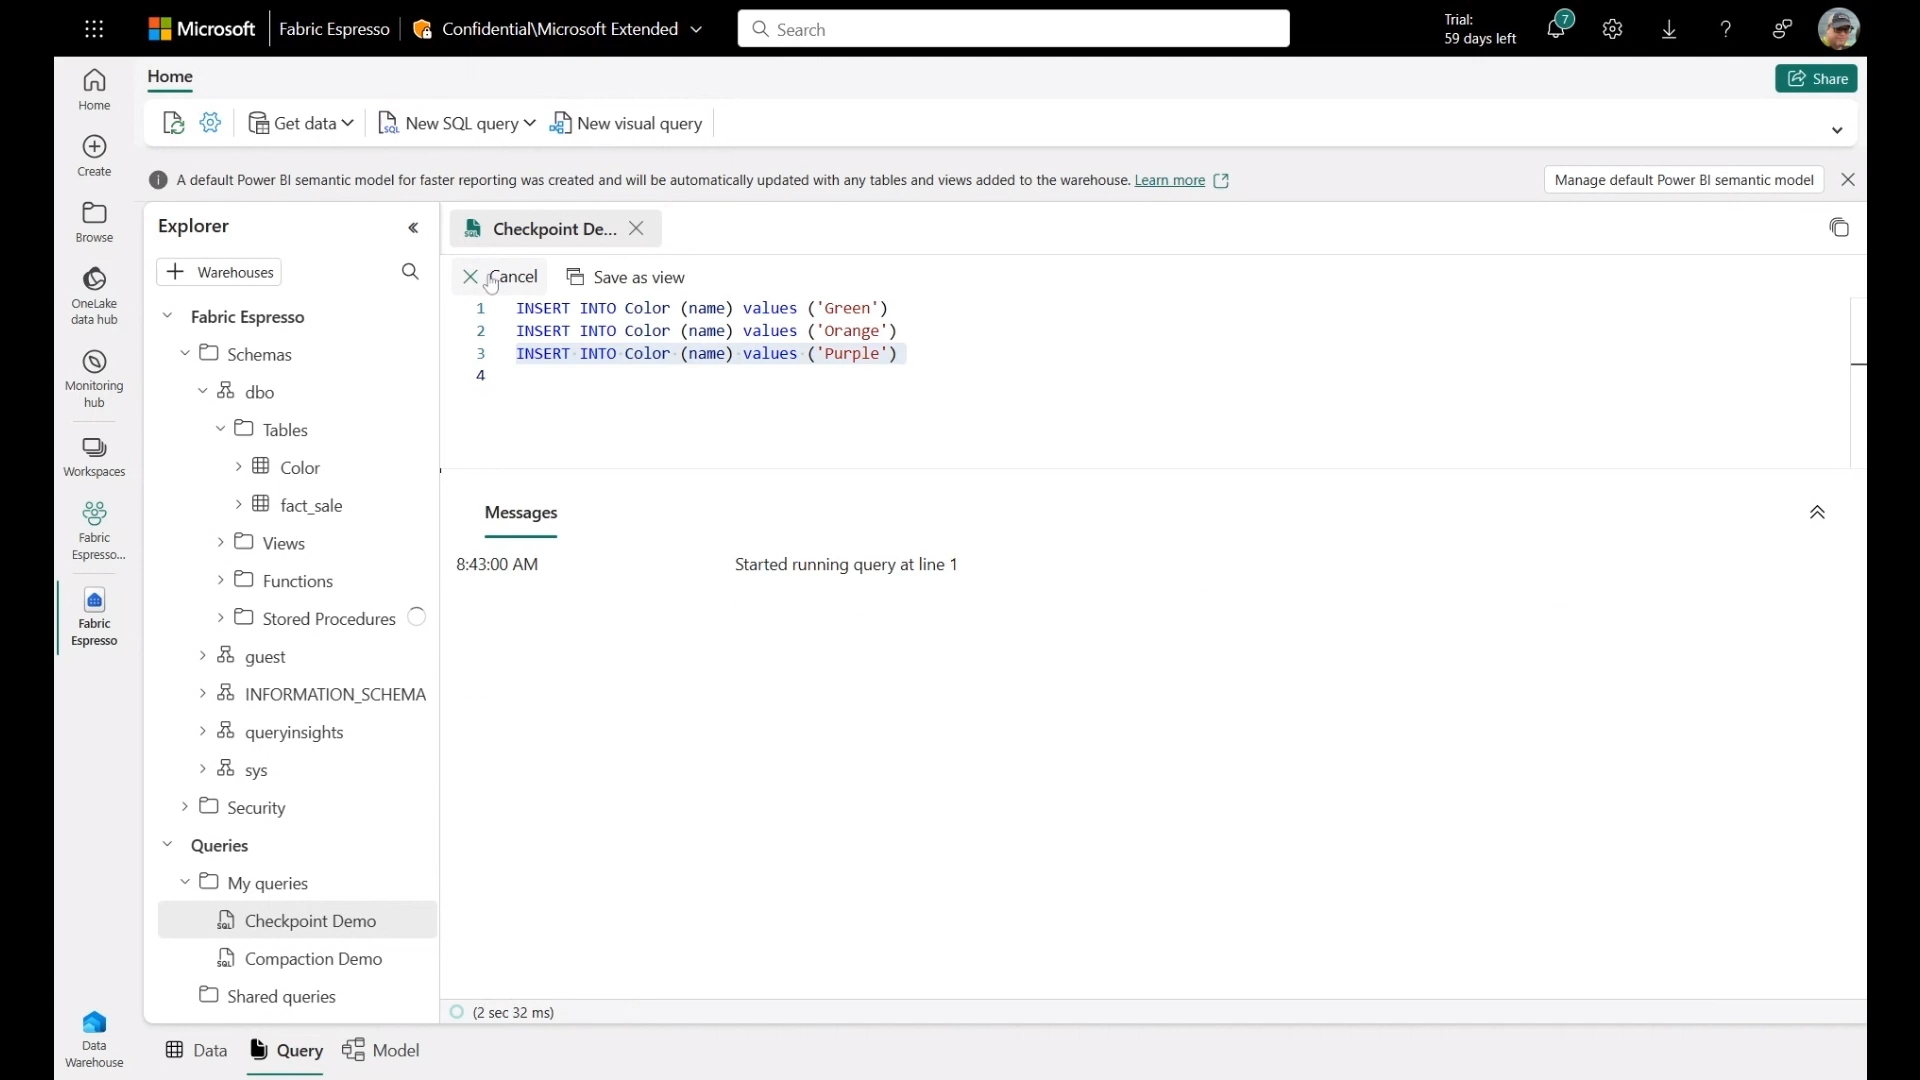 Microsoft
Fabric Espresso
Confidential\Microsoft Extended
Search
Trial:
59 days left
7
Home
Share
Get data
New SQL query
New visual query
A default Power BI semantic model for faster reporting was created and will be automatically updated with any tables and views added to the warehouse. Learn more
Manage default Power BI semantic model
Home
Create
Browse
OneLake
data hub
Monitoring
hub
Workspaces
Fabric
Espresso...
Fabric
Espresso
Data
Warehouse
Explorer
Warehouses
Fabric Espresso
Schemas
dbo
Tables
Color
fact_sale
Views
Functions
Stored Procedures
guest
INFORMATION_SCHEMA
queryinsights
sys
Security
Queries
My queries
Checkpoint Demo
Compaction Demo
Shared queries
Checkpoint De...
Cancel
Save as view
1 INSERT INTO Color (name) values ('Green')
2 INSERT INTO Color (name) values ('Orange')
3 INSERT INTO Color (name) values ('Purple')
4
Messages
8:43:00 AM Started running query at line 1
(2 sec 32 ms)
Data
Query
Model